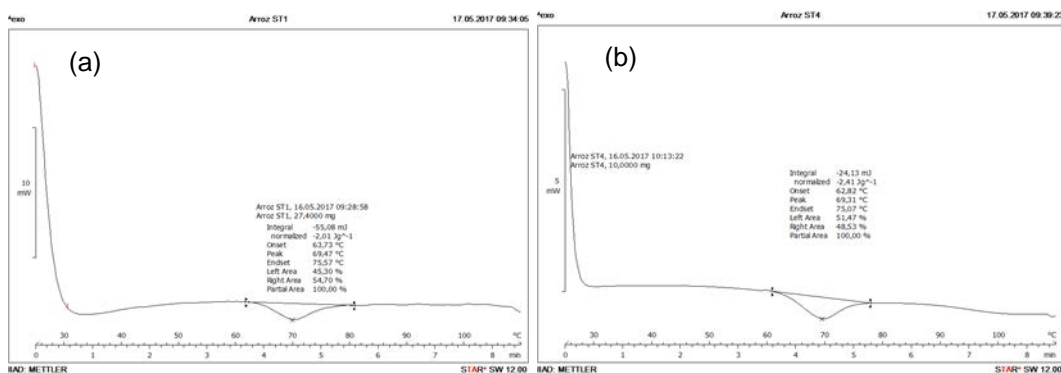 ^exo Arroz ST1 17.05.2017 09:34:05
(a)
10
mW
Arroz ST1, 16.05.2017 09:28:58
Arroz ST1, 27,4000 mg
Integral -55,08 mJ
normalized -2,01 Jg^-1
Onset 63,73 °C
Peak 69,47 °C
Endset 75,57 °C
Left Area 45,30 %
Right Area 54,70 %
Partial Area 100,00 %
30 40 50 60 70 80 90 100 °C
0 1 2 3 4 5 6 7 8 min
IIAD: METTLER STAR° SW 12.00
^exo Arroz ST4 17.05.2017 09:39:23
(b)
Arroz ST4, 16.05.2017 10:13:22
Arroz ST4, 10,0000 mg
5
mW
Integral -24,13 mJ
normalized -2,41 Jg^-1
Onset 62,82 °C
Peak 69,31 °C
Endset 75,07 °C
Left Area 51,47 %
Right Area 48,53 %
Partial Area 100,00 %
30 40 50 60 70 80 90 100 °C
0 1 2 3 4 5 6 7 8 min
IIAD: METTLER STAR° SW 12.00